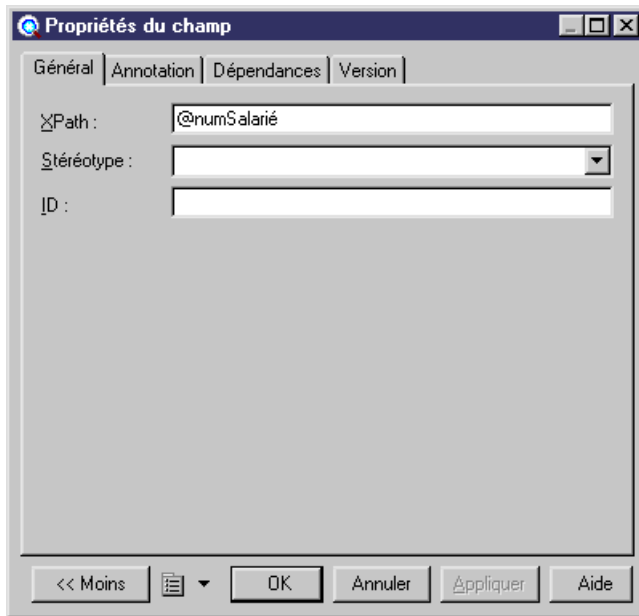 Propriétés du champ
Général Annotation Dépendances Version
XPath : @numSalarié
Stéréotype :
ID :
<< Moins OK Annuler Appliquer Aide